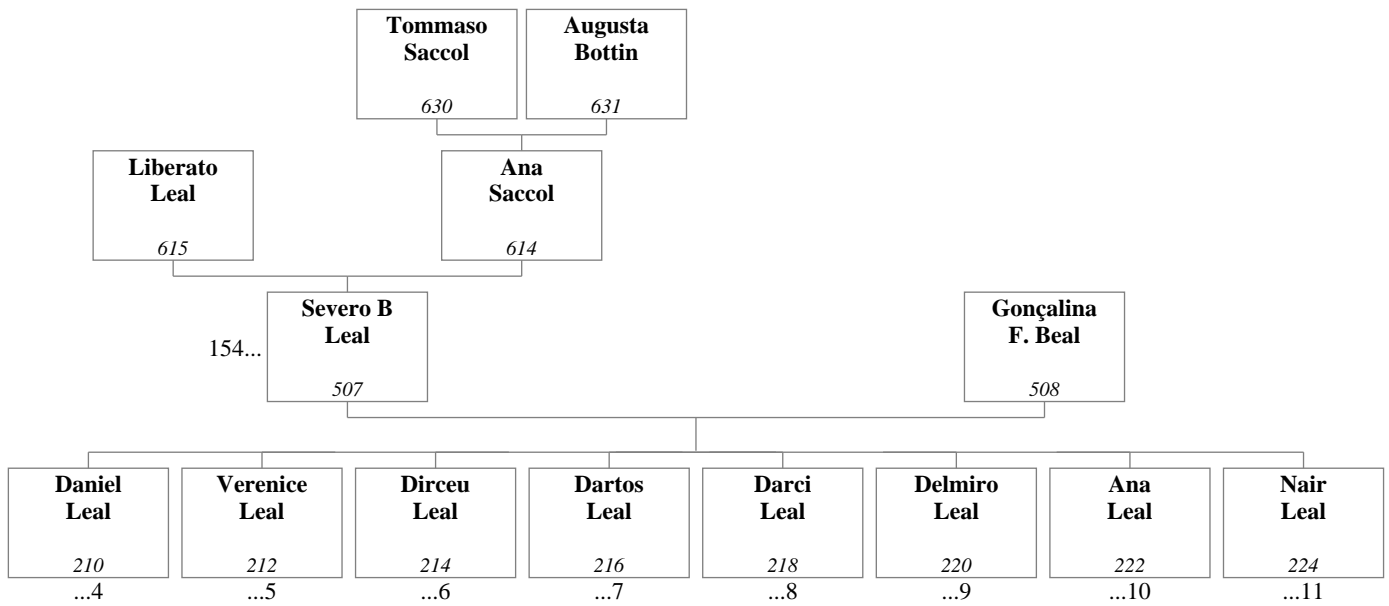 Tommaso
Saccol
630
Augusta
Bottin
631
Liberato
Leal
615
Ana
Saccol
614
154...
Severo B
Leal
507
Gonçalina
F. Beal
508
Daniel
Leal
210
...4
Verenice
Leal
212
...5
Dirceu
Leal
214
...6
Dartos
Leal
216
...7
Darci
Leal
218
...8
Delmiro
Leal
220
...9
Ana
Leal
222
...10
Nair
Leal
224
...11